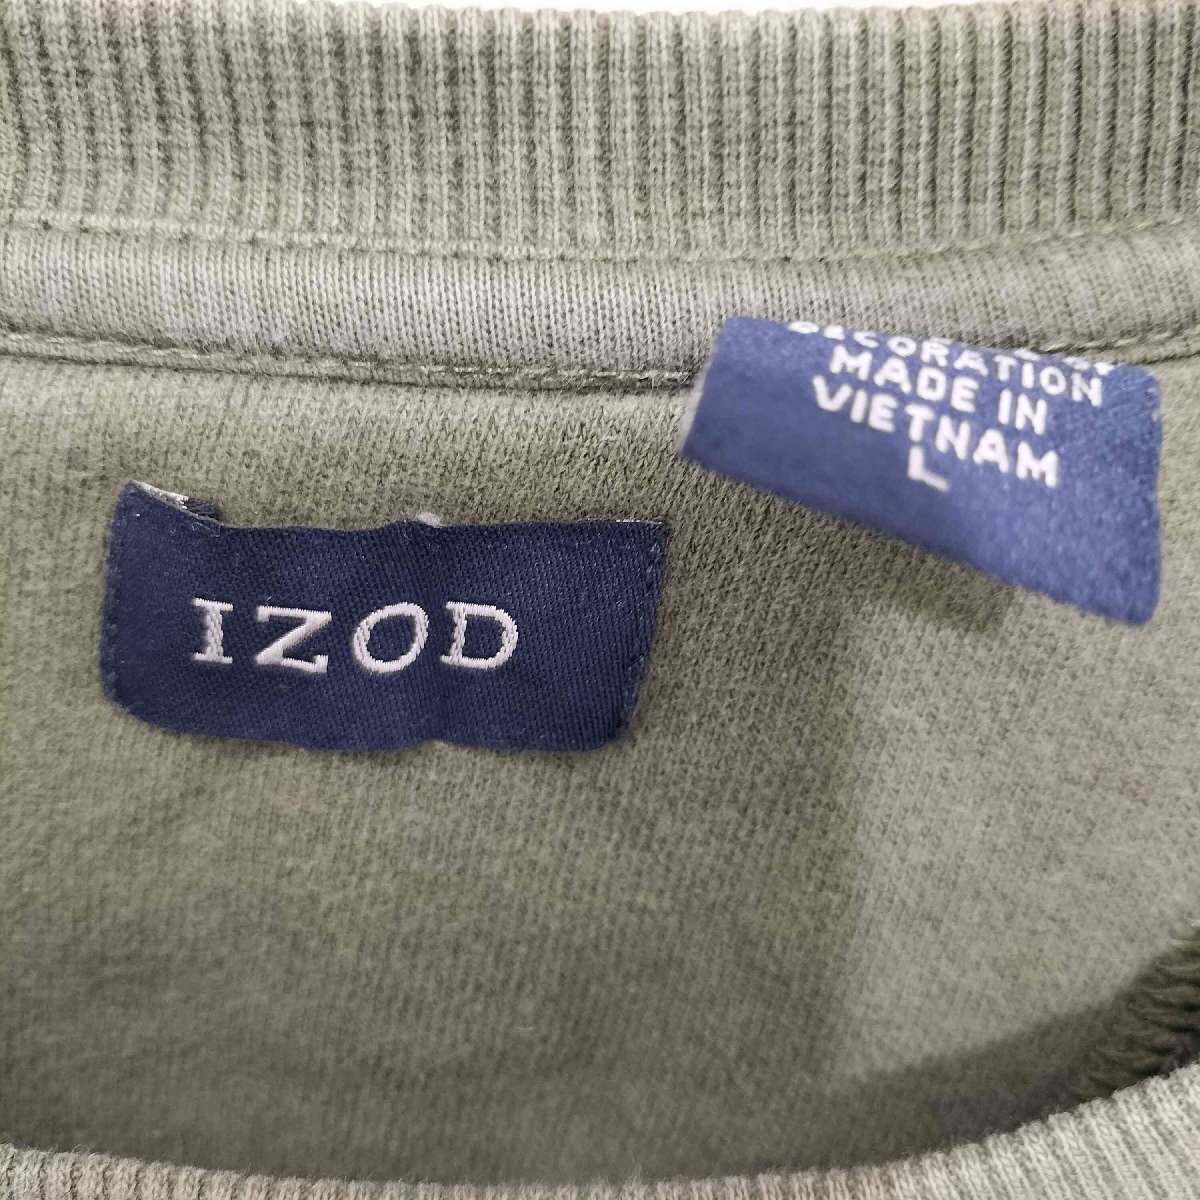 DECORATION
MADE IN
VIETNAM
L
IZOD